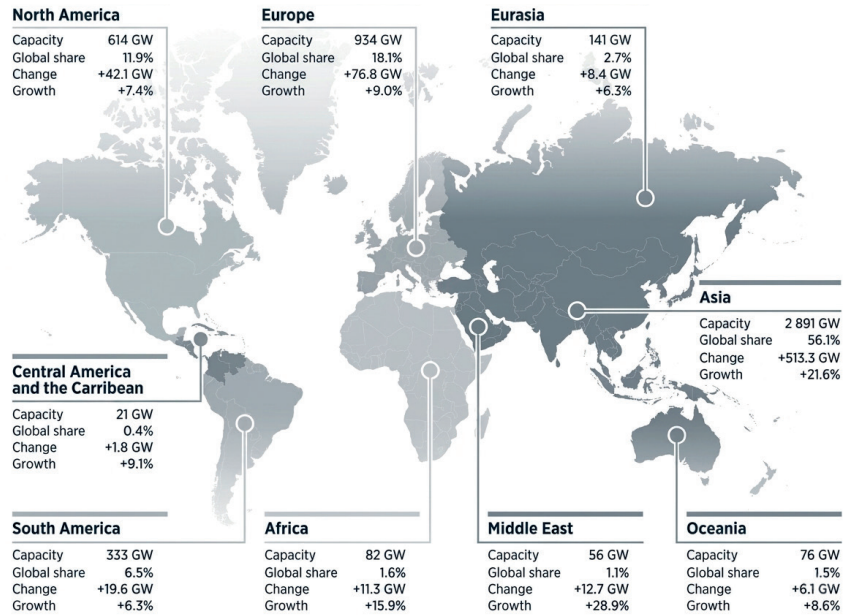 North America
Capacity 614 GW
Global share 11.9%
Change +42.1 GW
Growth +7.4%
Europe
Capacity 934 GW
Global share 18.1%
Change +76.8 GW
Growth +9.0%
Eurasia
Capacity 141 GW
Global share 2.7%
Change +8.4 GW
Growth +6.3%
Asia
Capacity 2 891 GW
Global share 56.1%
Change +513.3 GW
Growth +21.6%
Central America
and the Carribean
Capacity 21 GW
Global share 0.4%
Change +1.8 GW
Growth +9.1%
South America
Capacity 333 GW
Global share 6.5%
Change +19.6 GW
Growth +6.3%
Africa
Capacity 82 GW
Global share 1.6%
Change +11.3 GW
Growth +15.9%
Middle East
Capacity 56 GW
Global share 1.1%
Change +12.7 GW
Growth +28.9%
Oceania
Capacity 76 GW
Global share 1.5%
Change +6.1 GW
Growth +8.6%